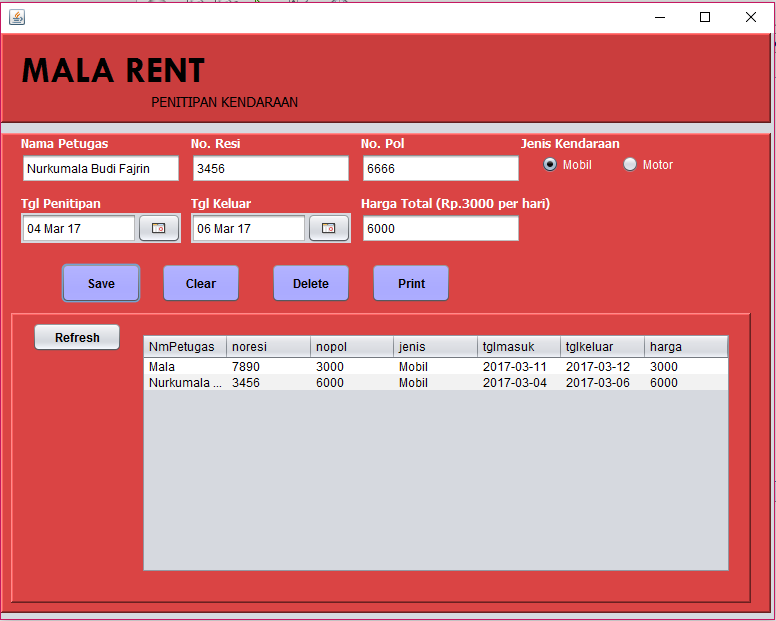 MALA RENT
PENITIPAN KENDARAAN
Nama Petugas No. Resi No. Pol Jenis Kendaraan
Nurkumala Budi Fajrin 3456 6666 Mobil Motor
Tgl Penitipan Tgl Keluar Harga Total (Rp.3000 per hari)
04 Mar 17 06 Mar 17 6000
Save Clear Delete Print
Refresh
NmPetugas noresi nopol jenis tglmasuk tglkeluar harga
Mala 7890 3000 Mobil 2017-03-11 2017-03-12 3000
Nurkumala ... 3456 6000 Mobil 2017-03-04 2017-03-06 6000